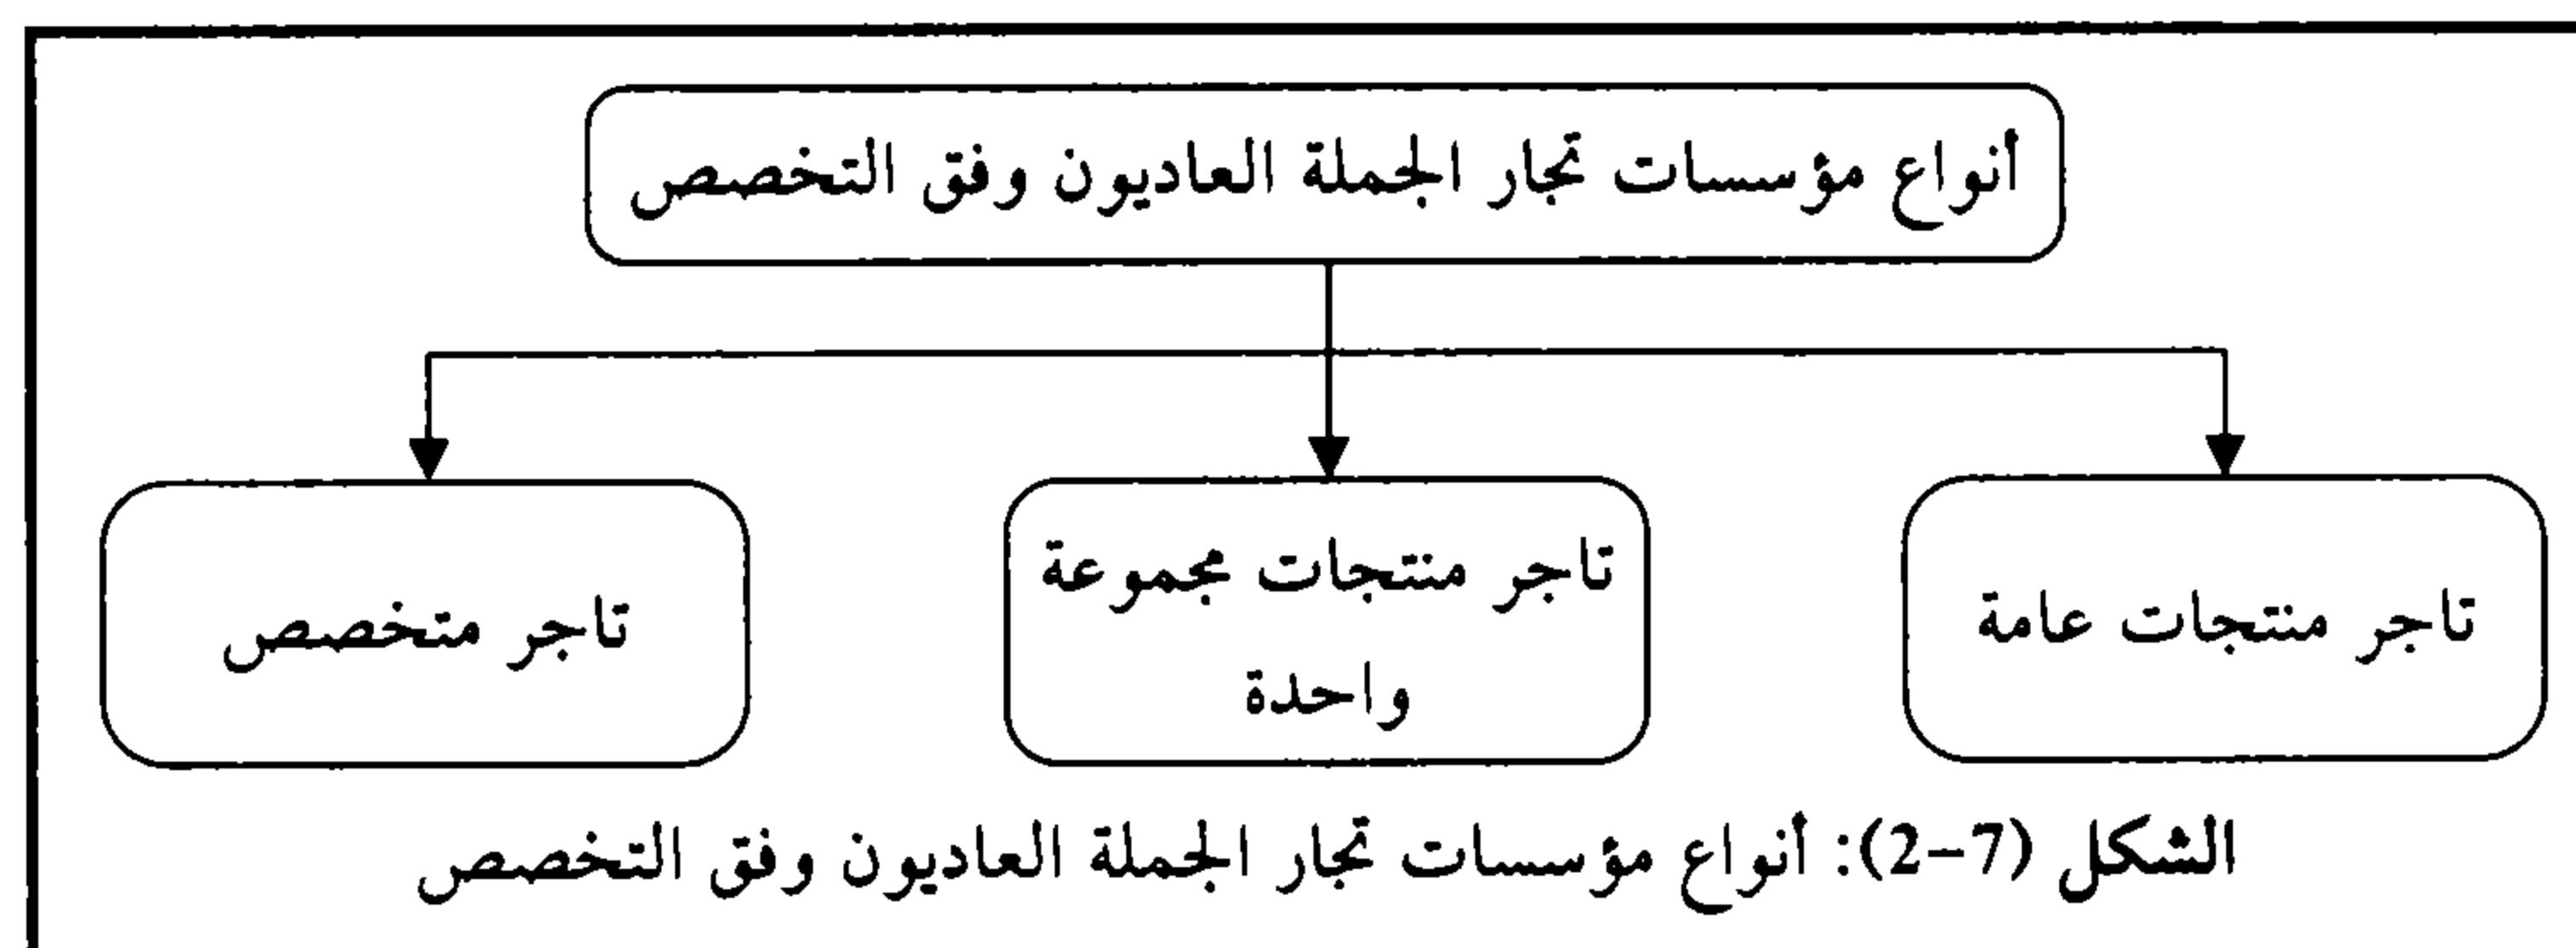 أنواع مؤسسات تجار الجملة العاديون وفق التخصص
تاجر منتجات عامة
تاجر منتجات مجموعة
واحدة
تاجر متخصص
الشكل (7-2): أنواع مؤسسات تجار الجملة العاديون وفق التخصص